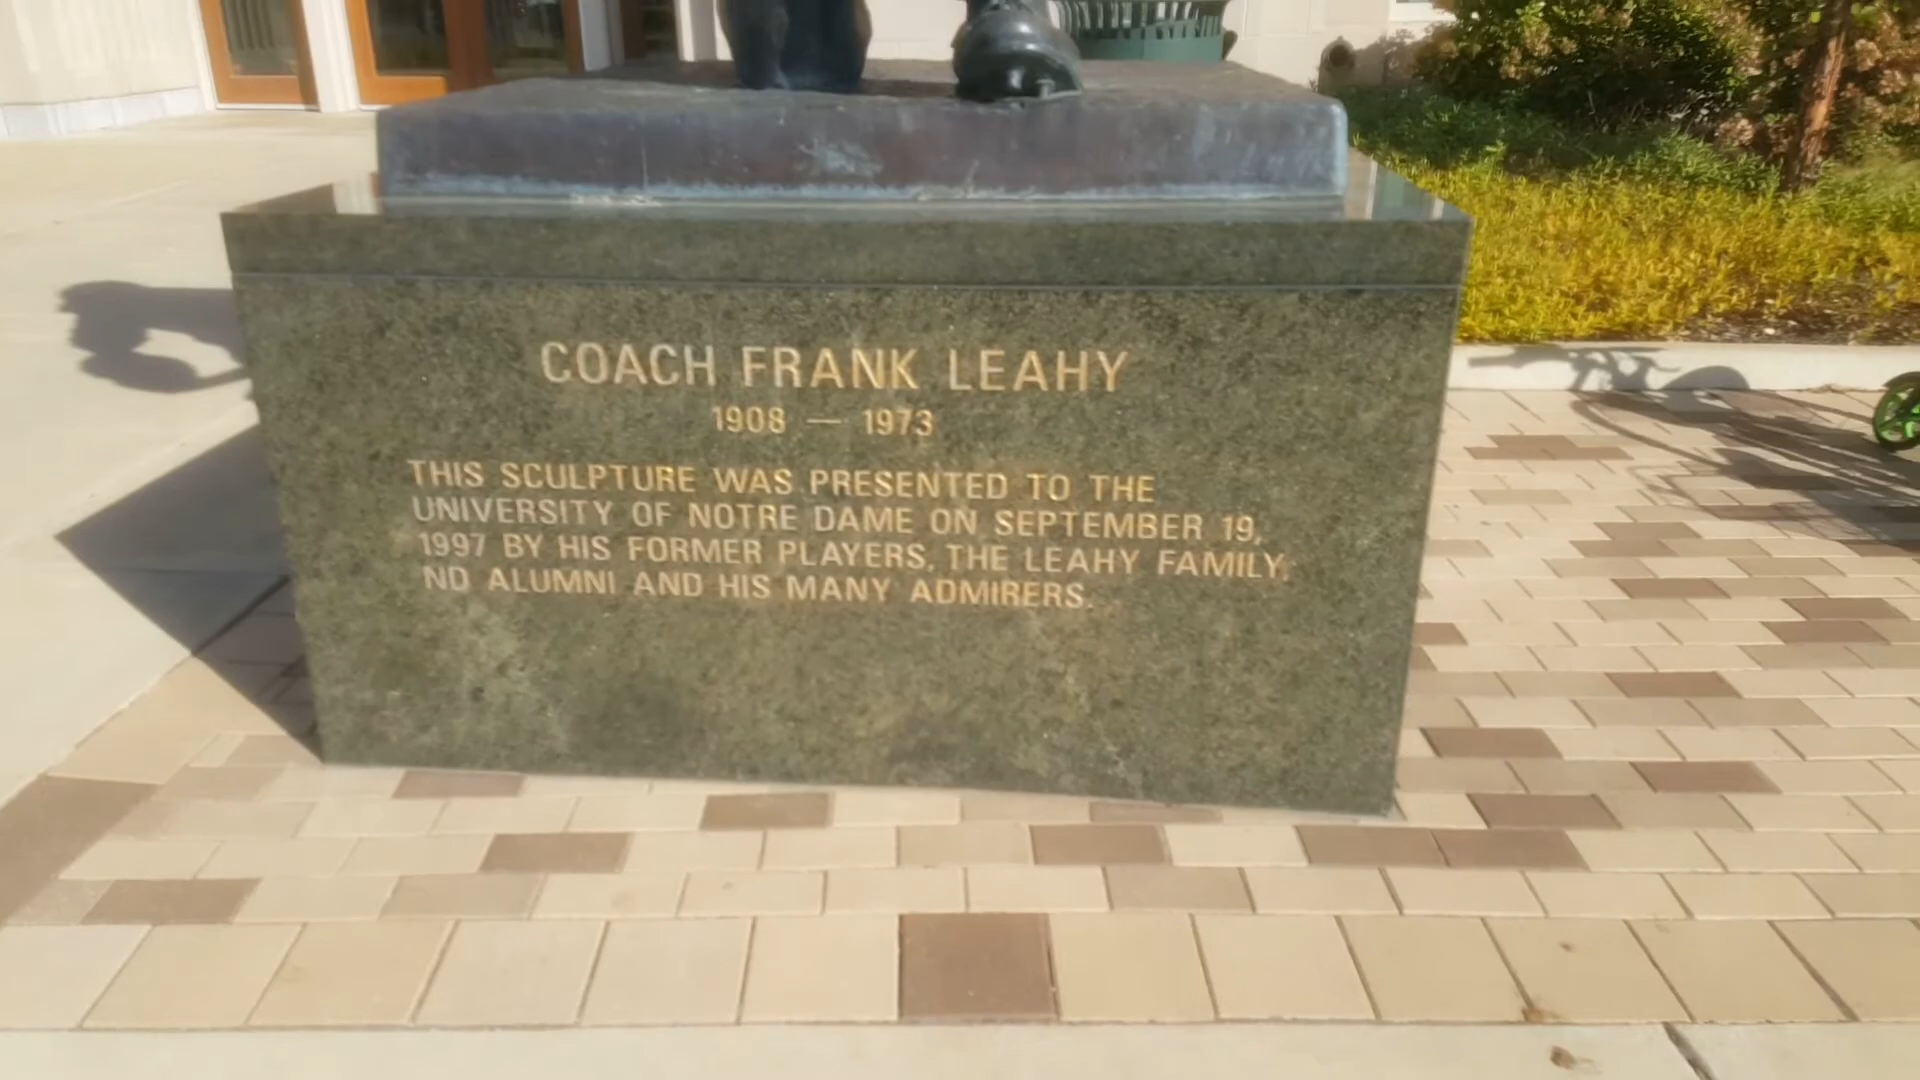 COACH FRANK LEAHY
1908 — 1973
THIS SCULPTURE WAS PRESENTED TO THE
UNIVERSITY OF NOTRE DAME ON SEPTEMBER 19,
1997 BY HIS FORMER PLAYERS, THE LEAHY FAMILY,
ND ALUMNI AND HIS MANY ADMIRERS.